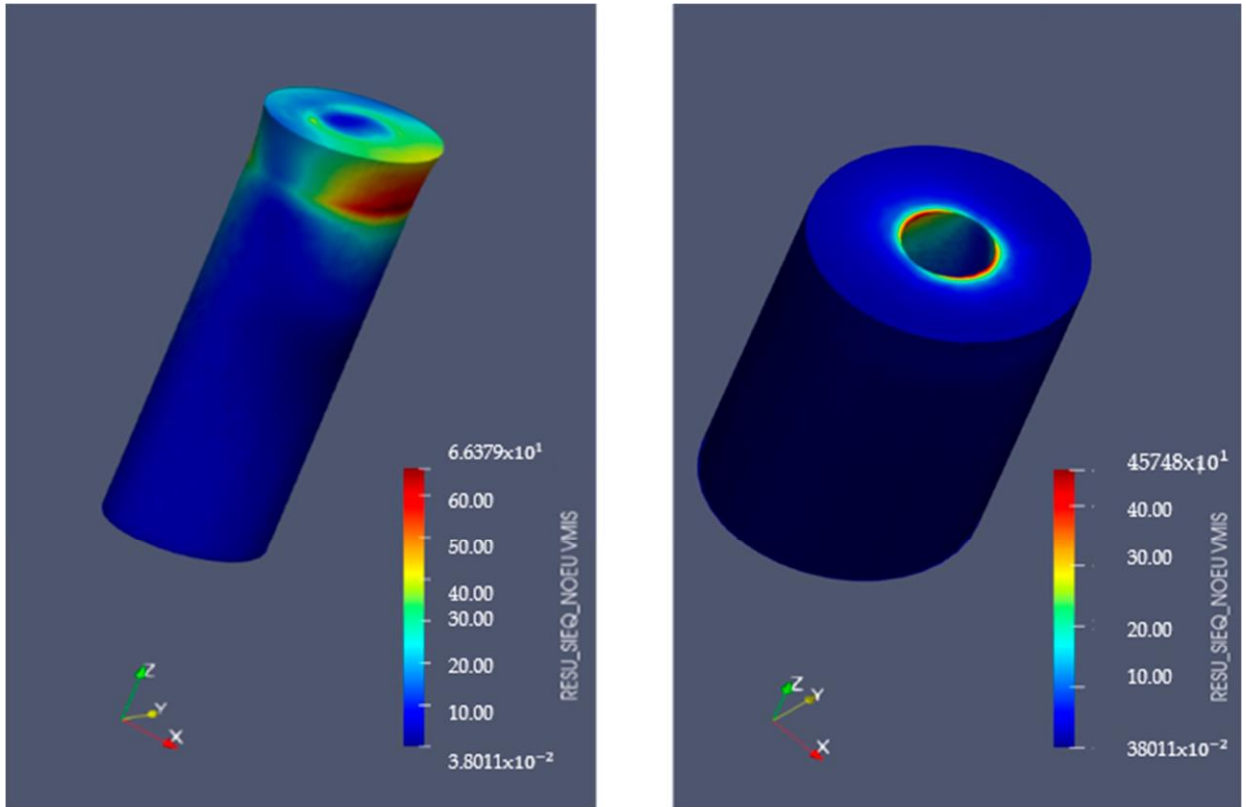 6.6379x10¹
60.00
50.00
40.00
30.00
20.00
10.00
3.8011x10⁻²
RESU_SIEQ_NOEU VMIS
Z
Y
X
45748x10¹
40.00
30.00
20.00
10.00
38011x10⁻²
RESU_SIEQ_NOEU VMIS
Z
Y
X